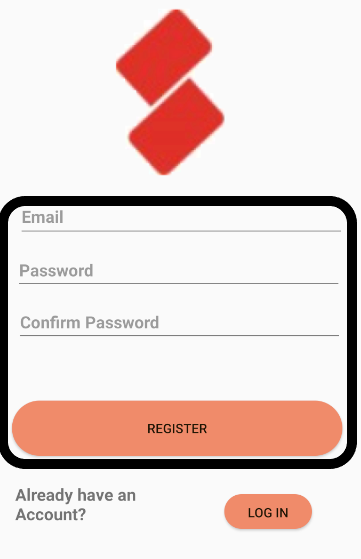 Email
Password
Confirm Password
REGISTER
Already have an
Account?
LOG IN